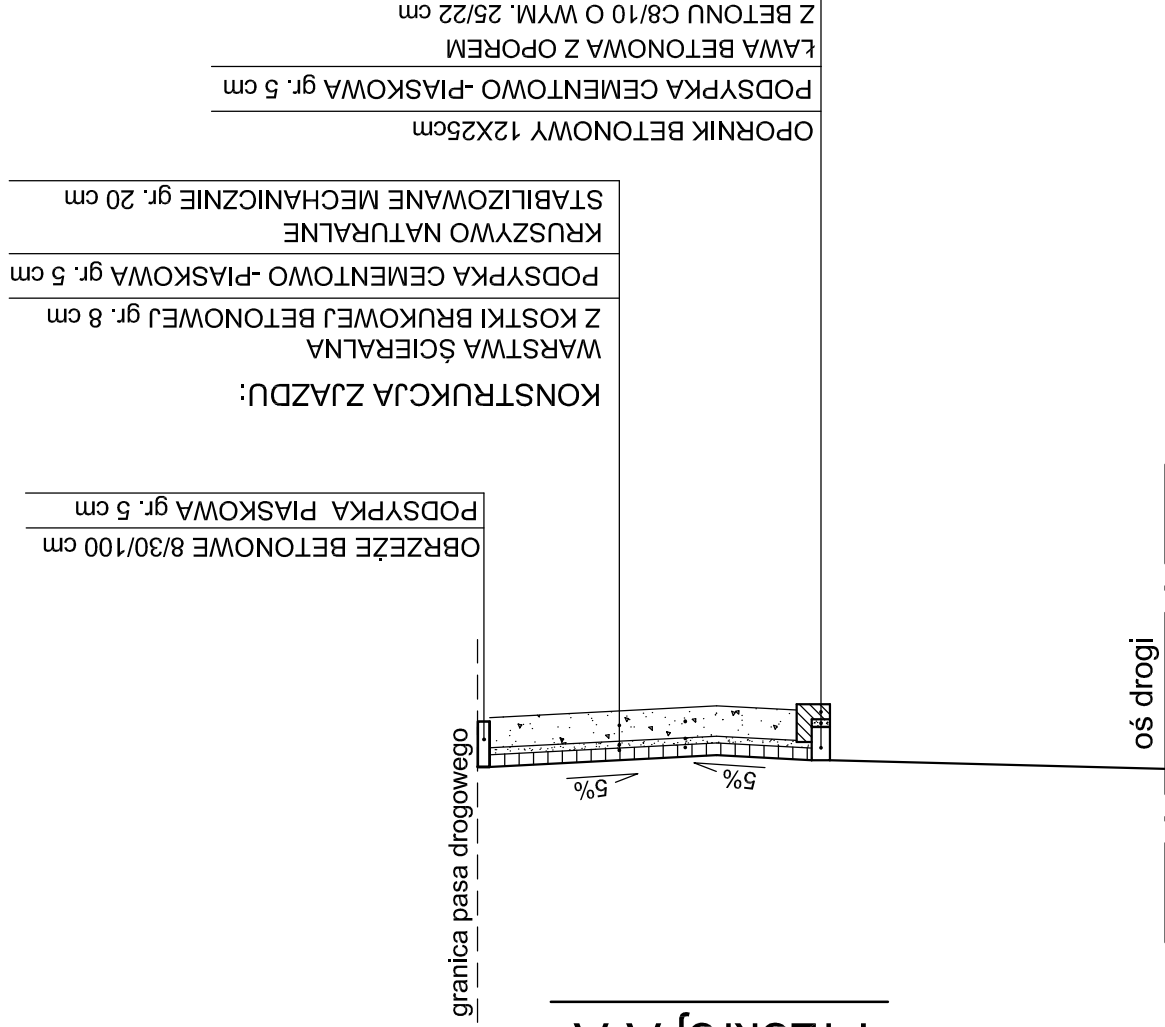 Przekrój A-A
5%
5%
granica pasa drogowego
oś drogi
OBRZEŻE BETONOWE 8/30/100 cm
PODSYPKA PIASKOWA gr. 5 cm
KONSTRUKCJA ZJAZDU:
WARSTWA ŚCIERALNA
Z KOSTKI BRUKOWEJ BETONOWEJ gr. 8 cm
PODSYPKA CEMENTOWO -PIASKOWA gr. 5 cm
KRUSZYWO NATURALNE
STABILIZOWANE MECHANICZNIE gr. 20 cm
OPORNIK BETONOWY 12X25cm
PODSYPKA CEMENTOWO -PIASKOWA gr. 5 cm
ŁAWA BETONOWA Z OPOREM
Z BETONU C8/10 O WYM. 25/22 cm